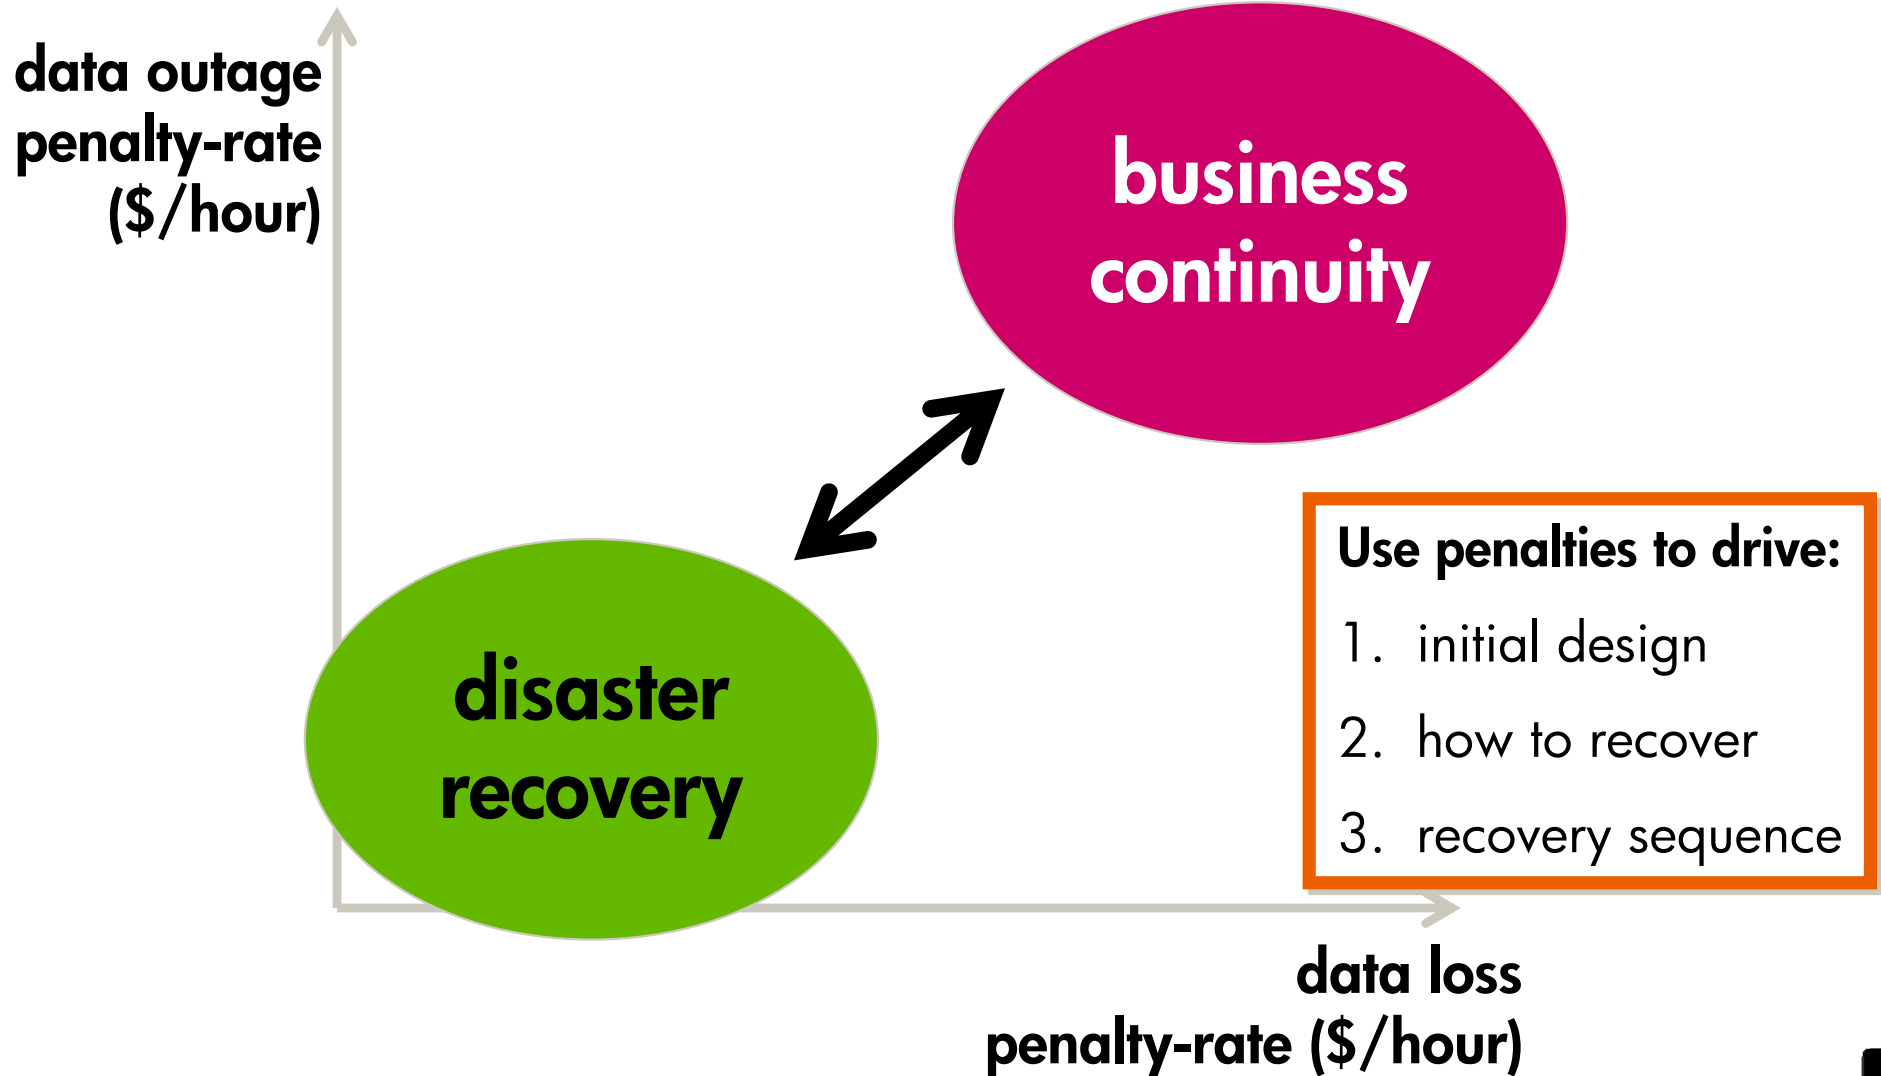 data outage
penalty-rate
($/hour)
business
continuity
disaster
recovery
Use penalties to drive:
1. initial design
2. how to recover
3. recovery sequence
data loss
penalty-rate ($/hour)